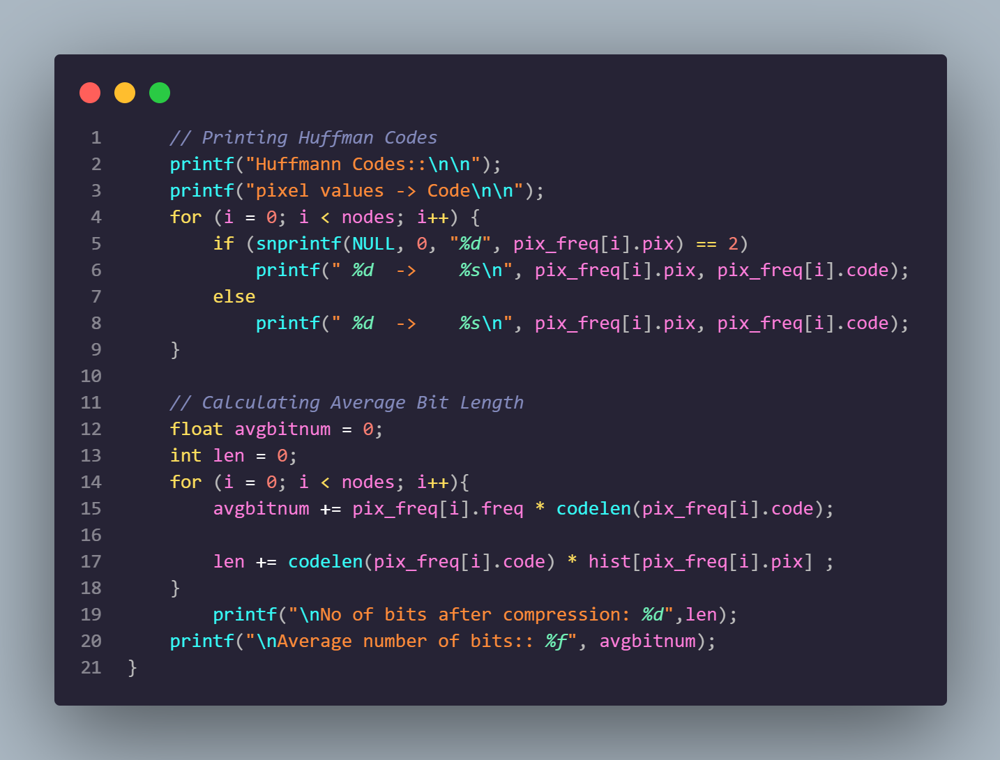 1 // Printing Huffman Codes
2 printf("Huffmann Codes::\n\n");
3 printf("pixel values -> Code\n\n");
4 for (i = 0; i < nodes; i++) {
5 if (snprintf(NULL, 0, "%d", pix_freq[i].pix) == 2)
6 printf(" %d  ->    %s\n", pix_freq[i].pix, pix_freq[i].code);
7 else
8 printf(" %d  ->    %s\n", pix_freq[i].pix, pix_freq[i].code);
9 }
10
11 // Calculating Average Bit Length
12 float avgbitnum = 0;
13 int len = 0;
14 for (i = 0; i < nodes; i++){
15 avgbitnum += pix_freq[i].freq * codelen(pix_freq[i].code);
16
17 len += codelen(pix_freq[i].code) * hist[pix_freq[i].pix] ;
18 }
19 printf("\nNo of bits after compression: %d",len);
20 printf("\nAverage number of bits:: %f", avgbitnum);
21 }